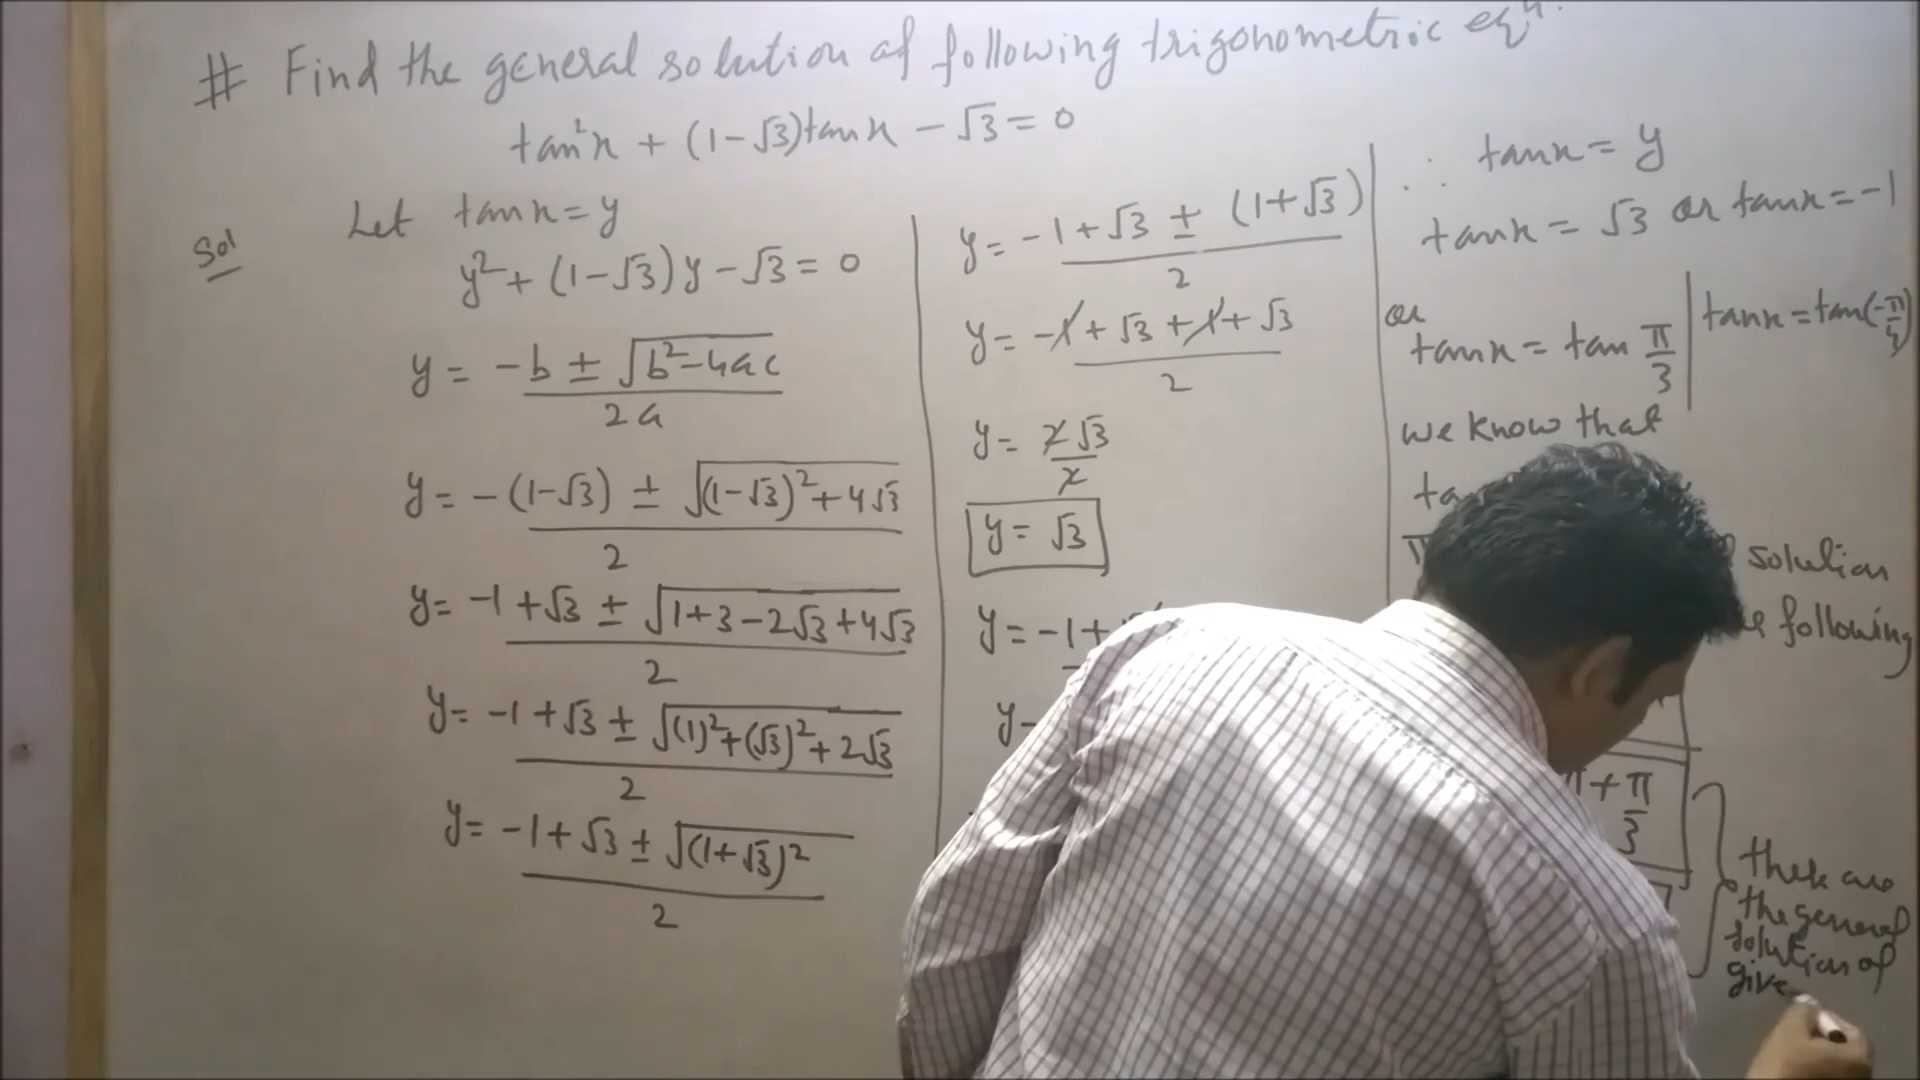 # Find the general solution of following trigonometric eqⁿ.
tan²x + (1-√3)tanx - √3 = 0
Sol
Let tanx = y
y² + (1-√3)y - √3 = 0
y = -b ± √b²-4ac
2a
y = -(1-√3) ± √(1-√3)²+4√3
2
y = -1+√3 ± √1+3-2√3+4√3
2
y = -1+√3 ± √(1)²+(√3)²+2√3
2
y = -1+√3 ± √(1+√3)²
2
y = -1+√3 ± (1+√3)
2
y = -1+√3+1+√3
2
y = 2√3
2
y = √3
y = -1+
y =
∴ tanx = y
tanx = √3 or tanx = -1
or
tanx = tan π/3
tanx = tan(-π/4)
we know that
solution
following
π+π/3
these are
the general
solution of
give